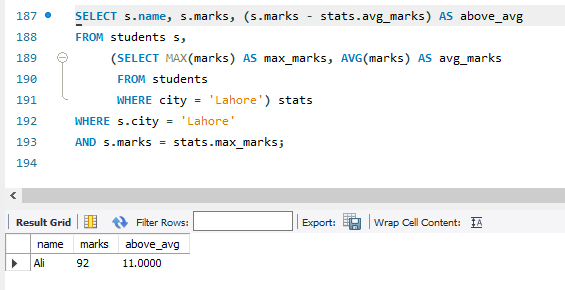 187 SELECT s.name, s.marks, (s.marks - stats.avg_marks) AS above_avg
188 FROM students s,
189 (SELECT MAX(marks) AS max_marks, AVG(marks) AS avg_marks
190 FROM students
191 WHERE city = 'Lahore') stats
192 WHERE s.city = 'Lahore'
193 AND s.marks = stats.max_marks;
194
Result Grid Filter Rows: Export: Wrap Cell Content:
name marks above_avg
Ali 92 11.0000